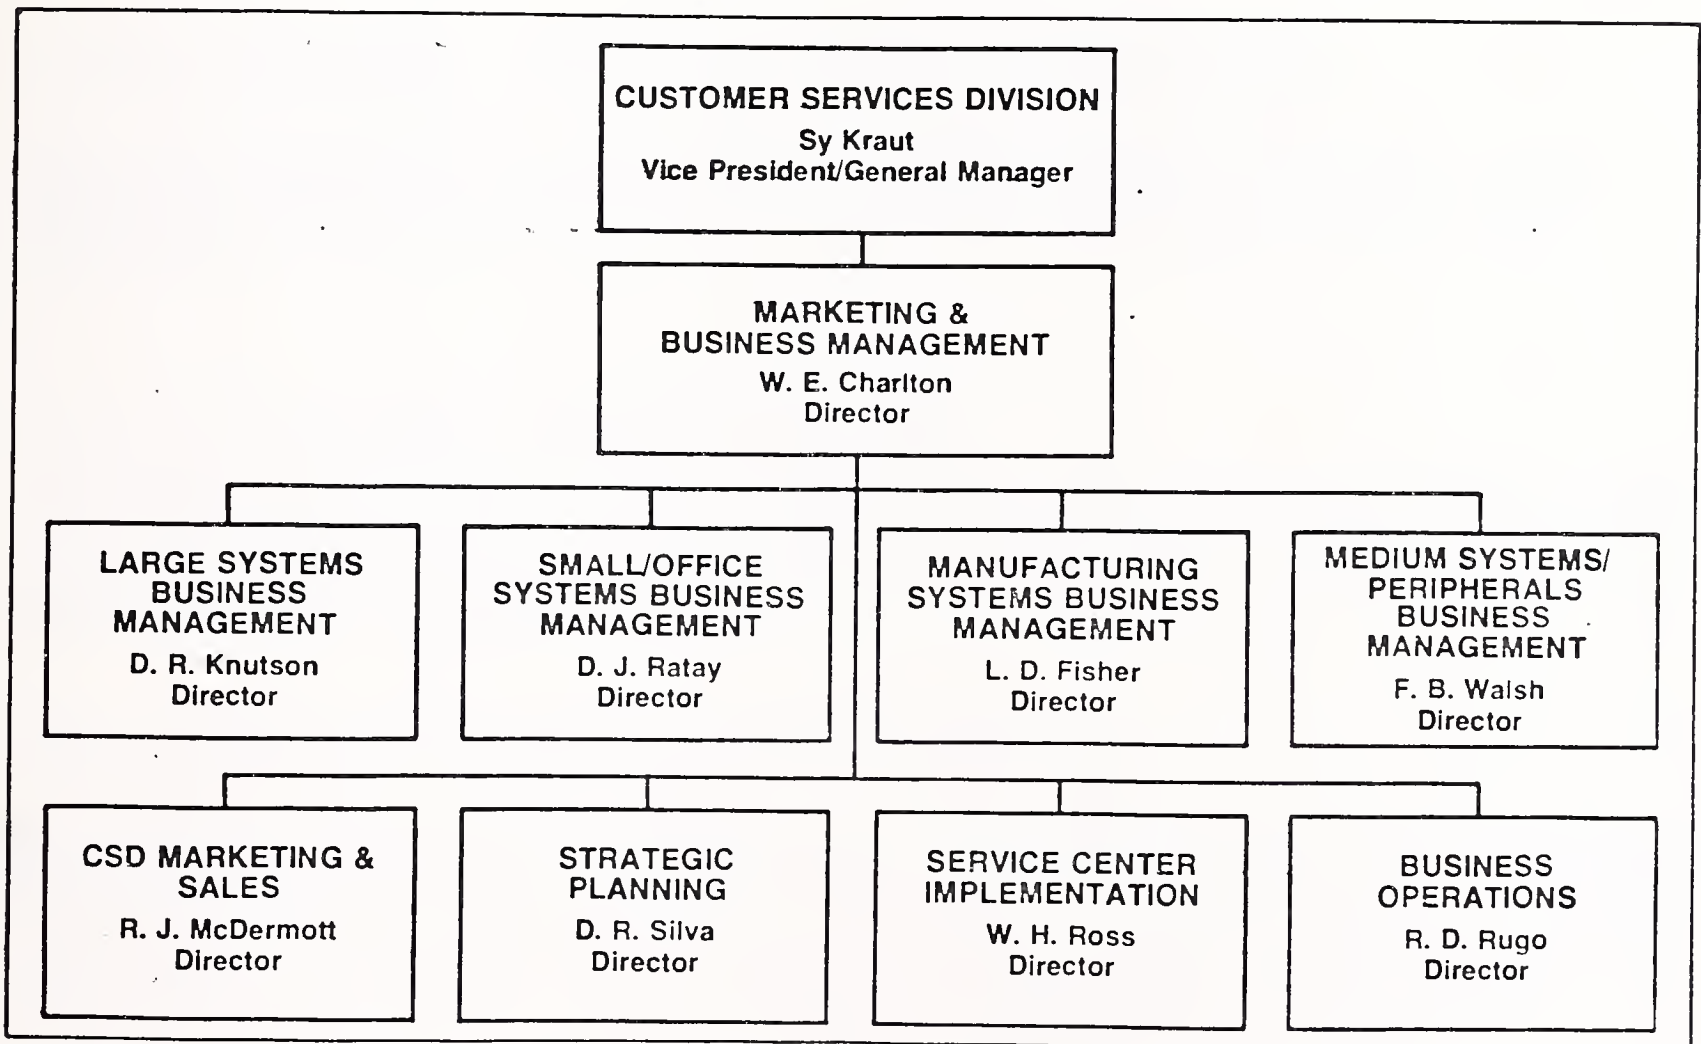 CUSTOMER SERVICES DIVISION
Sy Kraut
Vice President/General Manager
MARKETING &
BUSINESS MANAGEMENT
W. E. Charlton
Director
LARGE SYSTEMS
BUSINESS
MANAGEMENT
D. R. Knutson
Director
SMALL/OFFICE
SYSTEMS BUSINESS
MANAGEMENT
D. J. Ratay
Director
MANUFACTURING
SYSTEMS BUSINESS
MANAGEMENT
L. D. Fisher
Director
MEDIUM SYSTEMS/
PERIPHERALS
BUSINESS
MANAGEMENT
F. B. Walsh
Director
CSD MARKETING &
SALES
R. J. McDermott
Director
STRATEGIC
PLANNING
D. R. Silva
Director
SERVICE CENTER
IMPLEMENTATION
W. H. Ross
Director
BUSINESS
OPERATIONS
R. D. Rugo
Director